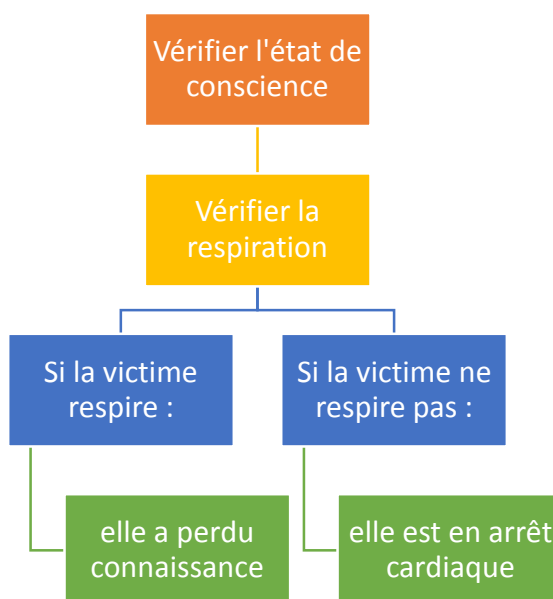 Vérifier l'état de
conscience
Vérifier la
respiration
Si la victime
respire :
Si la victime ne
respire pas :
elle a perdu
connaissance
elle est en arrêt
cardiaque